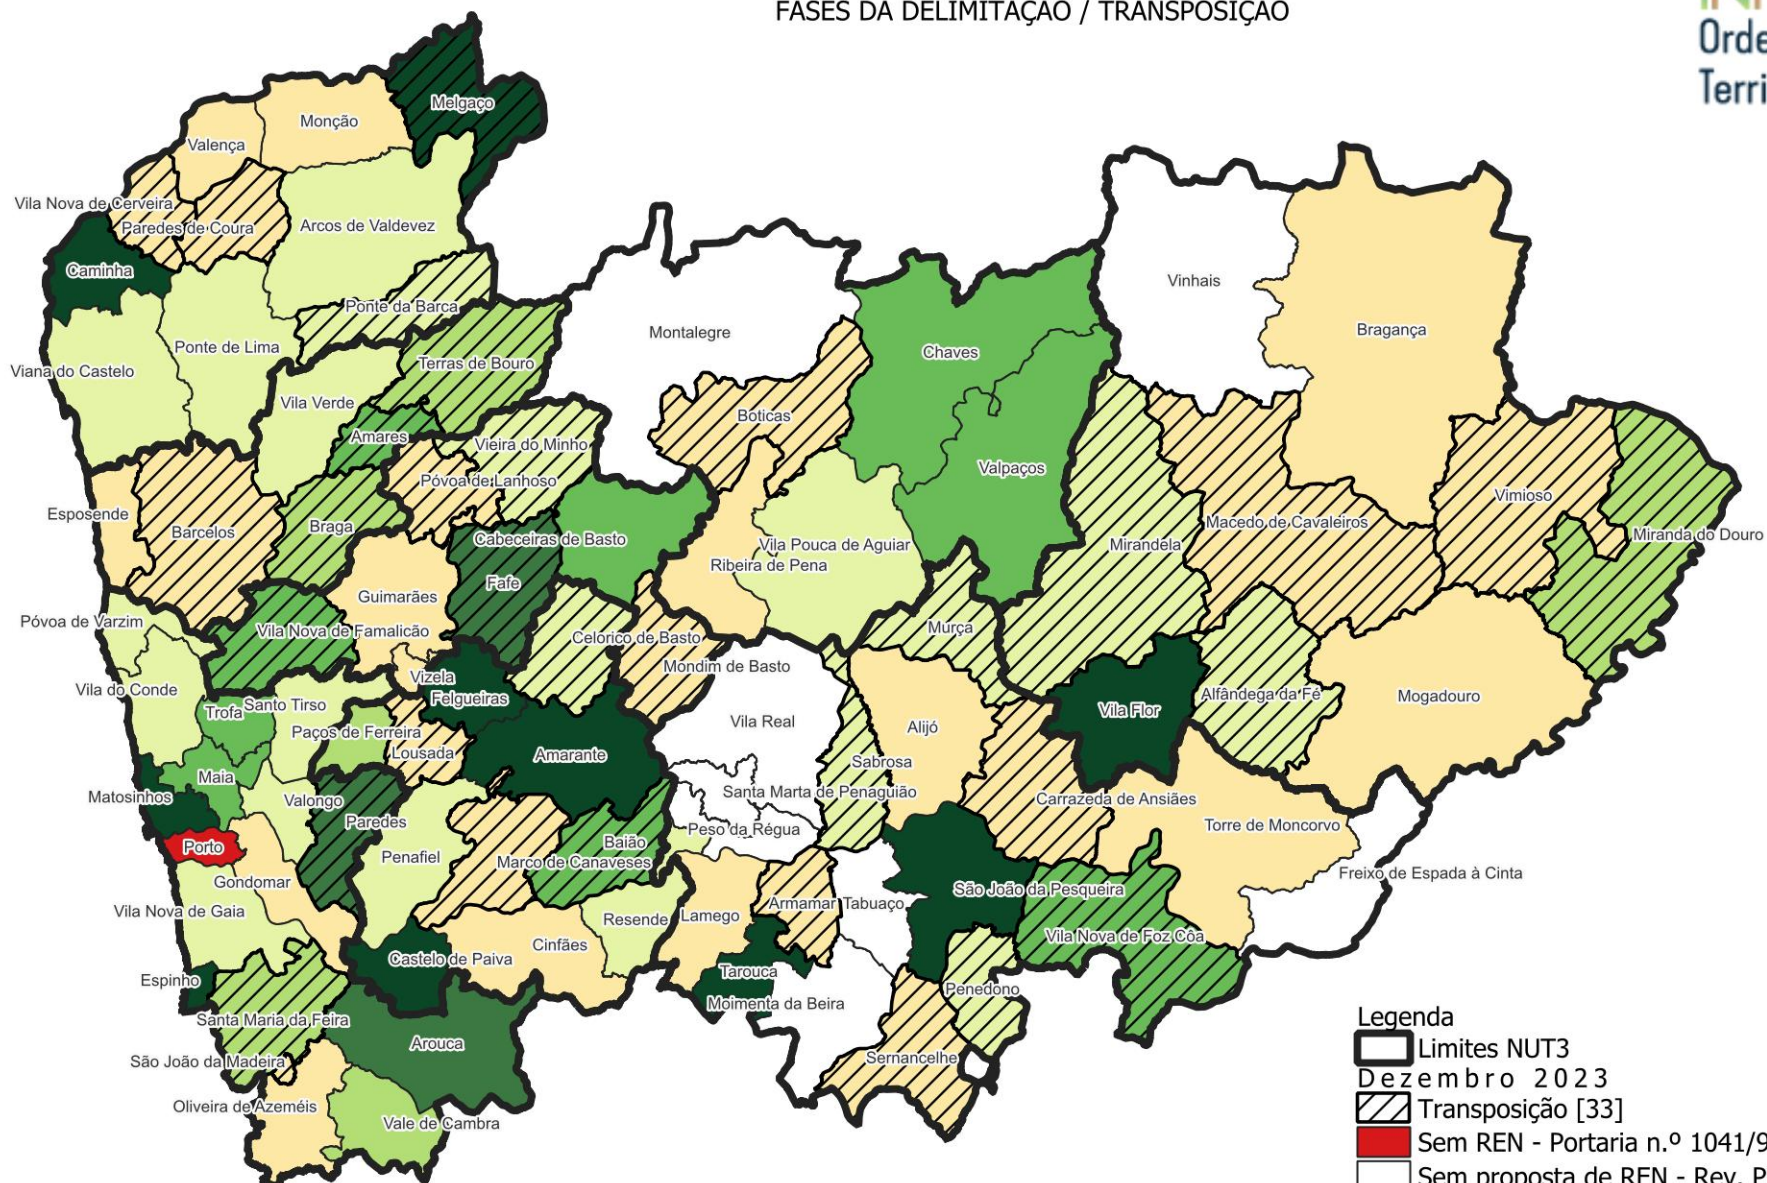 FASES DA DELIMITAÇÃO / TRANSPOSIÇÃO
Orde
Terri
Melgaço
Monção
Valença
Vila Nova de Cerveira
Paredes de Coura
Arcos de Valdevez
Caminha
Ponte da Barca
Vinhais
Bragança
Montalegre
Ponte de Lima
Chaves
Terras de Bouro
Viana do Castelo
Vila Verde
Boticas
Amares
Vieira do Minho
Valpaços
Póvoa de Lanhoso
Vimioso
Esposende
Barcelos
Braga
Macedo de Cavaleiros
Miranda do Douro
Cabeceiras de Basto
Vila Pouca de Aguiar
Mirandela
Ribeira de Pena
Fafe
Guimarães
Póvoa de Varzim
Vila Nova de Famalicão
Celorico de Basto
Murça
Mondim de Basto
Vizela
Vila do Conde
Felgueiras
Alfândega da Fé
Mogadouro
Trofa
Santo Tirso
Vila Flor
Vila Real
Alijó
Paços de Ferreira
Lousada
Amarante
Sabrosa
Maia
Santa Marta de Penaguião
Matosinhos
Valongo
Carrazeda de Ansiães
Paredes
Peso da Régua
Torre de Moncorvo
Baião
Porto
Penafiel
Marco de Canaveses
Freixo de Espada à Cinta
Gondomar
São João da Pesqueira
Armamar
Tabuaço
Vila Nova de Gaia
Resende
Lamego
Vila Nova de Foz Côa
Cinfães
Castelo de Paiva
Tarouca
Espinho
Penedono
Moimenta da Beira
Santa Maria da Feira
Arouca
Sernancelhe
São João da Madeira
Oliveira de Azeméis
Vale de Cambra
Legenda
Limites NUT3
Dezembro 2023
Transposição [33]
Sem REN - Portaria n.º 1041/9
Sem proposta de REN - Rev. P